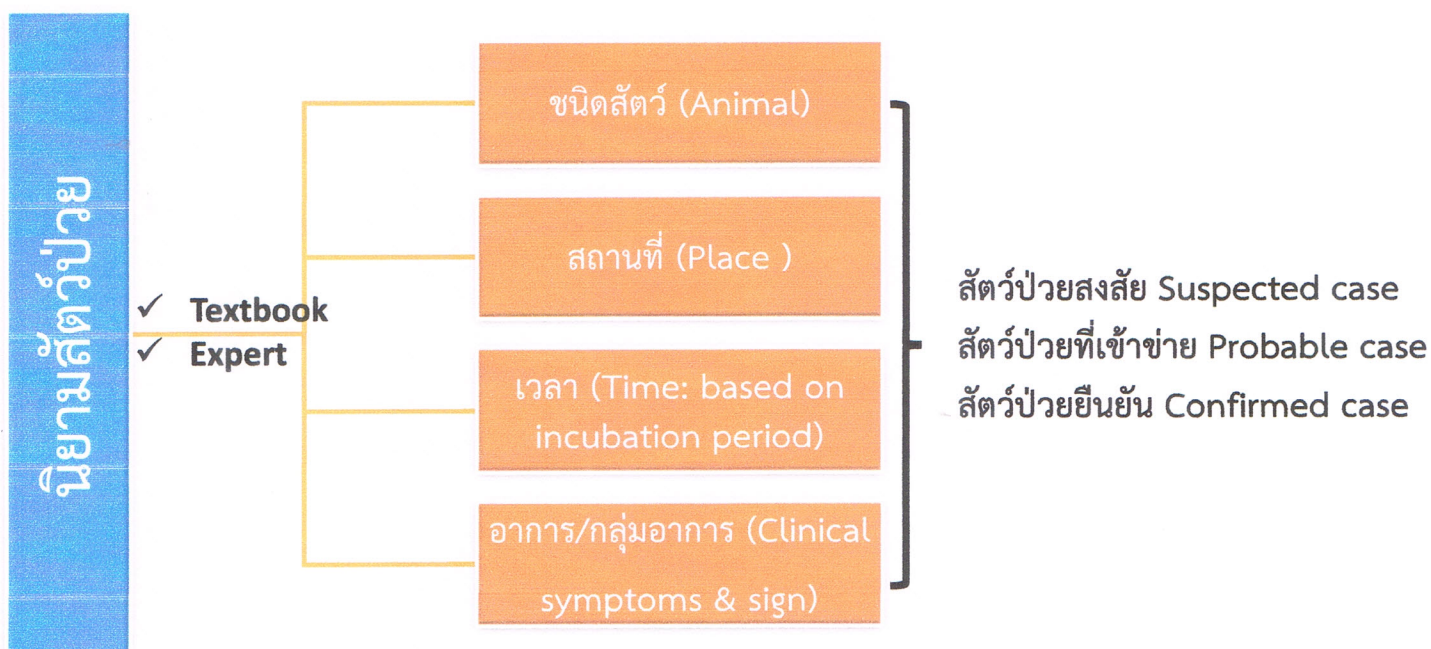 นิยามสัตว์ป่วย
✓ Textbook
✓ Expert
ชนิดสัตว์ (Animal)
สถานที่ (Place )
เวลา (Time: based on
incubation period)
อาการ/กลุ่มอาการ (Clinical
symptoms & sign)
สัตว์ป่วยสงสัย Suspected case
สัตว์ป่วยที่เข้าข่าย Probable case
สัตว์ป่วยยืนยัน Confirmed case